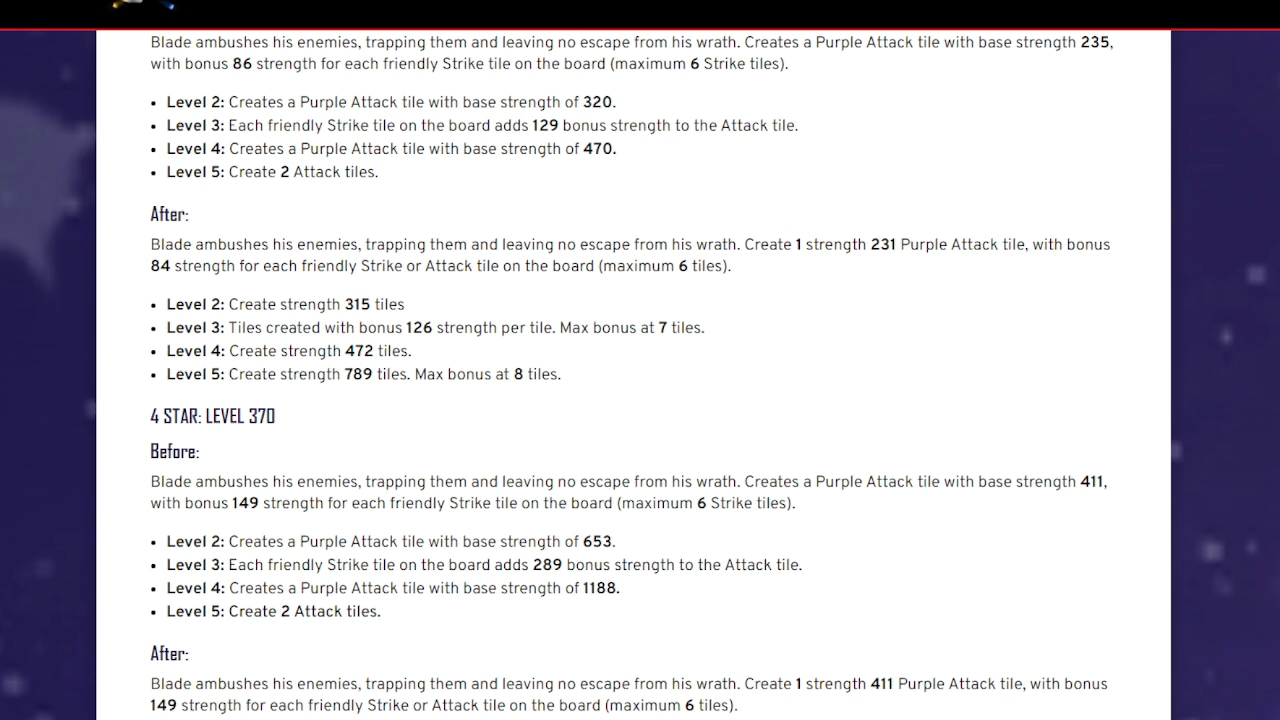 Blade ambushes his enemies, trapping them and leaving no escape from his wrath. Creates a Purple Attack tile with base strength 235,
with bonus 86 strength for each friendly Strike tile on the board (maximum 6 Strike tiles).
• Level 2: Creates a Purple Attack tile with base strength of 320.
• Level 3: Each friendly Strike tile on the board adds 129 bonus strength to the Attack tile.
• Level 4: Creates a Purple Attack tile with base strength of 470.
• Level 5: Create 2 Attack tiles.
After:
Blade ambushes his enemies, trapping them and leaving no escape from his wrath. Create 1 strength 231 Purple Attack tile, with bonus
84 strength for each friendly Strike or Attack tile on the board (maximum 6 tiles).
• Level 2: Create strength 315 tiles
• Level 3: Tiles created with bonus 126 strength per tile. Max bonus at 7 tiles.
• Level 4: Create strength 472 tiles.
• Level 5: Create strength 789 tiles. Max bonus at 8 tiles.
4 STAR: LEVEL 370
Before:
Blade ambushes his enemies, trapping them and leaving no escape from his wrath. Creates a Purple Attack tile with base strength 411,
with bonus 149 strength for each friendly Strike tile on the board (maximum 6 Strike tiles).
• Level 2: Creates a Purple Attack tile with base strength of 653.
• Level 3: Each friendly Strike tile on the board adds 289 bonus strength to the Attack tile.
• Level 4: Creates a Purple Attack tile with base strength of 1188.
• Level 5: Create 2 Attack tiles.
After:
Blade ambushes his enemies, trapping them and leaving no escape from his wrath. Create 1 strength 411 Purple Attack tile, with bonus
149 strength for each friendly Strike or Attack tile on the board (maximum 6 tiles).